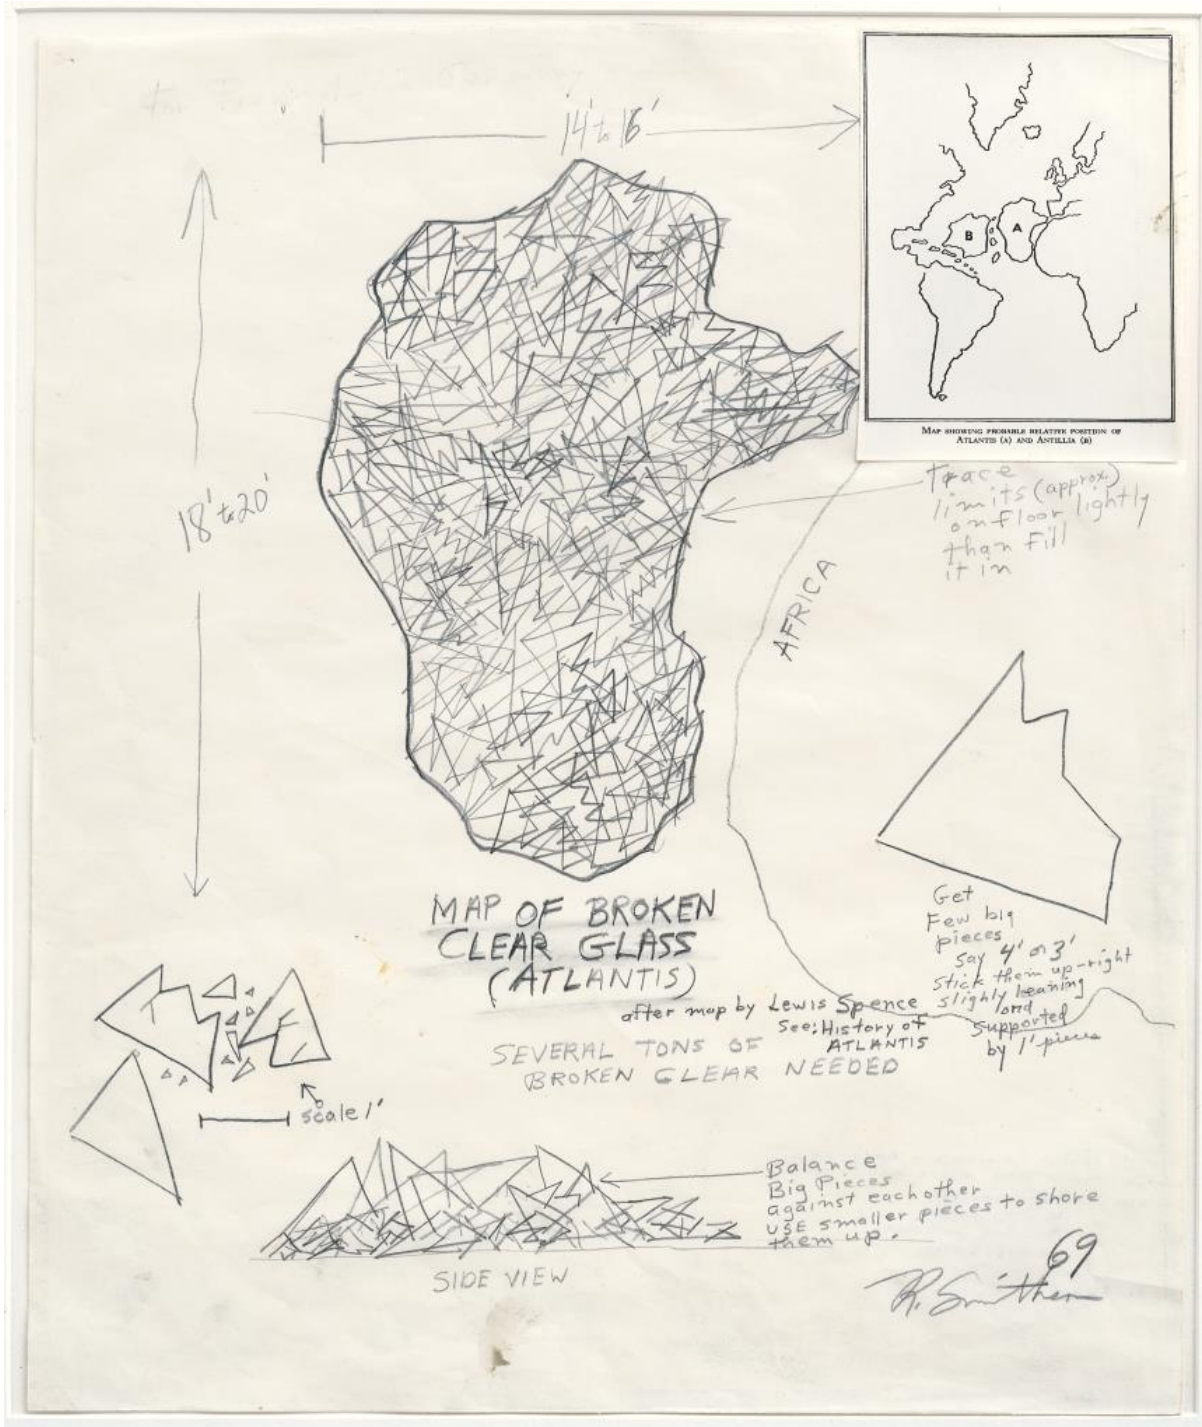 14' to 16'
B
A
MAP SHOWING PROBABLE RELATIVE POSITION OF
ATLANTIS (A) AND ANTILLIA (B)
18' to 20'
Trace
limits (approx)
on floor lightly
than Fill
it in
AFRICA
MAP OF BROKEN
CLEAR GLASS
(ATLANTIS)
after map by Lewis Spence
See: History of
ATLANTIS
SEVERAL TONS OF
BROKEN CLEAR NEEDED
Get
Few big
pieces
say 4' or 3'
stick them up-right
slighly leaning
and
supported
by 1' pieces
scale 1'
Balance
Big Pieces
against eachother
USE smaller pieces to shore
them up.
SIDE VIEW
69
R. Smithson